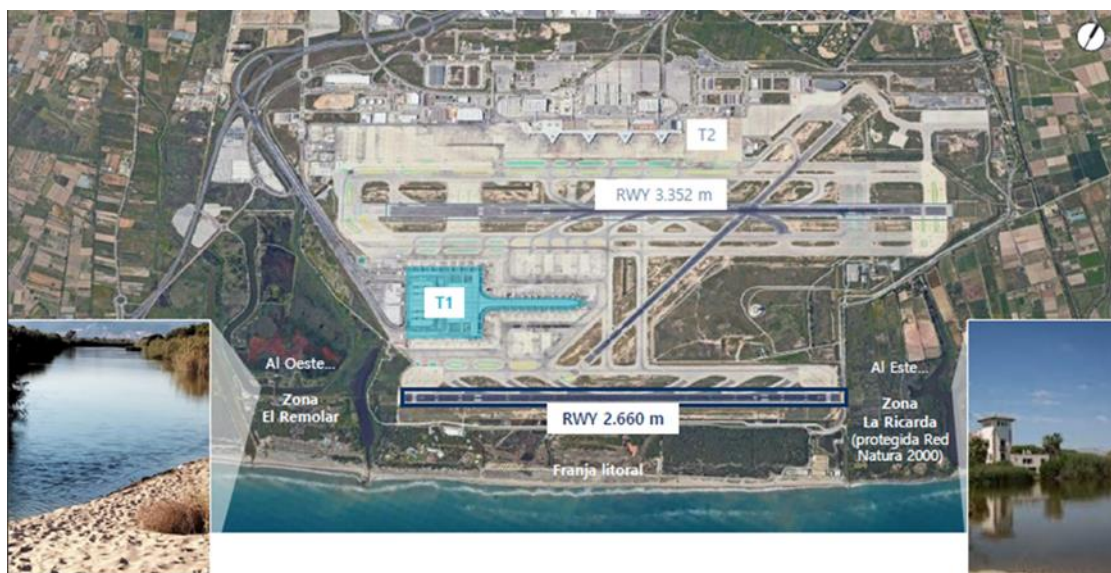 T2
RWY 3.352 m
T1
Al Oeste...
Zona
El Remolar
RWY 2.660 m
Franja litoral
Al Este...
Zona
La Ricarda
(protegida Red
Natura 2000)